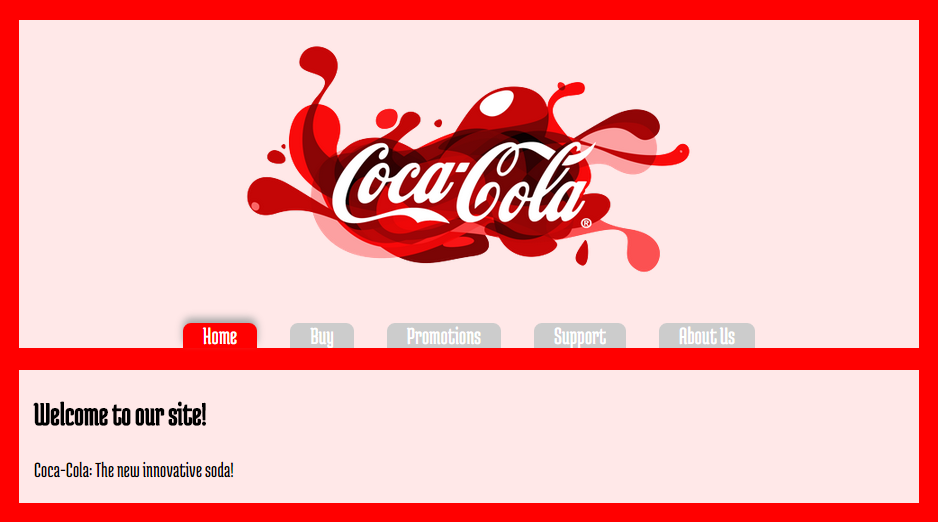 Coca-Cola®
Home Buy Promotions Support About Us
Welcome to our site!
Coca-Cola: The new innovative soda!